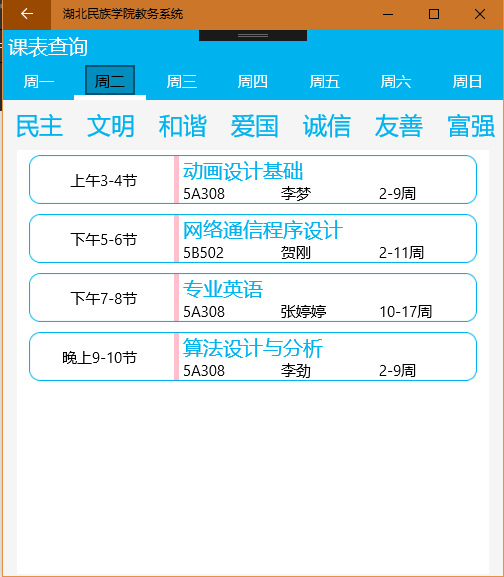 湖北民族学院教务系统
课表查询
周一 周二 周三 周四 周五 周六 周日
民主 文明 和谐 爱国 诚信 友善 富强
上午3-4节 动画设计基础
5A308 李梦 2-9周
下午5-6节 网络通信程序设计
5B502 贺刚 2-11周
下午7-8节 专业英语
5A308 张婷婷 10-17周
晚上9-10节 算法设计与分析
5A308 李劲 2-9周